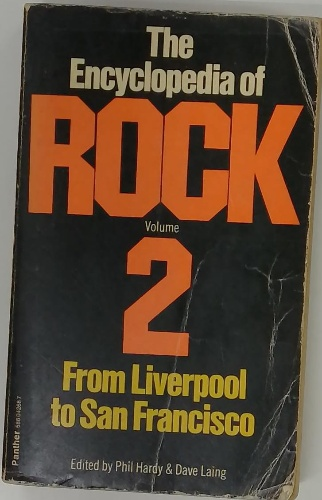 The
Encyclopedia of
ROCK
Volume
2
From Liverpool
to San Francisco
Edited by Phil Hardy & Dave Laing
Panther